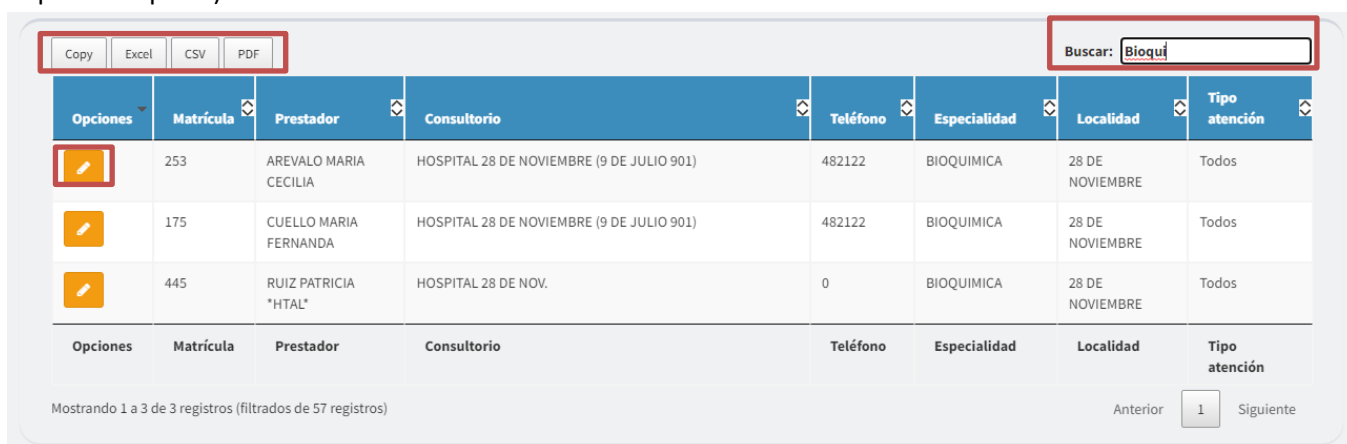 Copy Excel CSV PDF Buscar: Bioqui
Opciones Matrícula Prestador Consultorio Teléfono Especialidad Localidad Tipo
atención
253 AREVALO MARIA HOSPITAL 28 DE NOVIEMBRE (9 DE JULIO 901) 482122 BIOQUIMICA 28 DE Todos
CECILIA NOVIEMBRE
175 CUELLO MARIA HOSPITAL 28 DE NOVIEMBRE (9 DE JULIO 901) 482122 BIOQUIMICA 28 DE Todos
FERNANDA NOVIEMBRE
445 RUIZ PATRICIA HOSPITAL 28 DE NOV. 0 BIOQUIMICA 28 DE Todos
*HTAL* NOVIEMBRE
Opciones Matrícula Prestador Consultorio Teléfono Especialidad Localidad Tipo
atención
Mostrando 1 a 3 de 3 registros (filtrados de 57 registros) Anterior 1 Siguiente